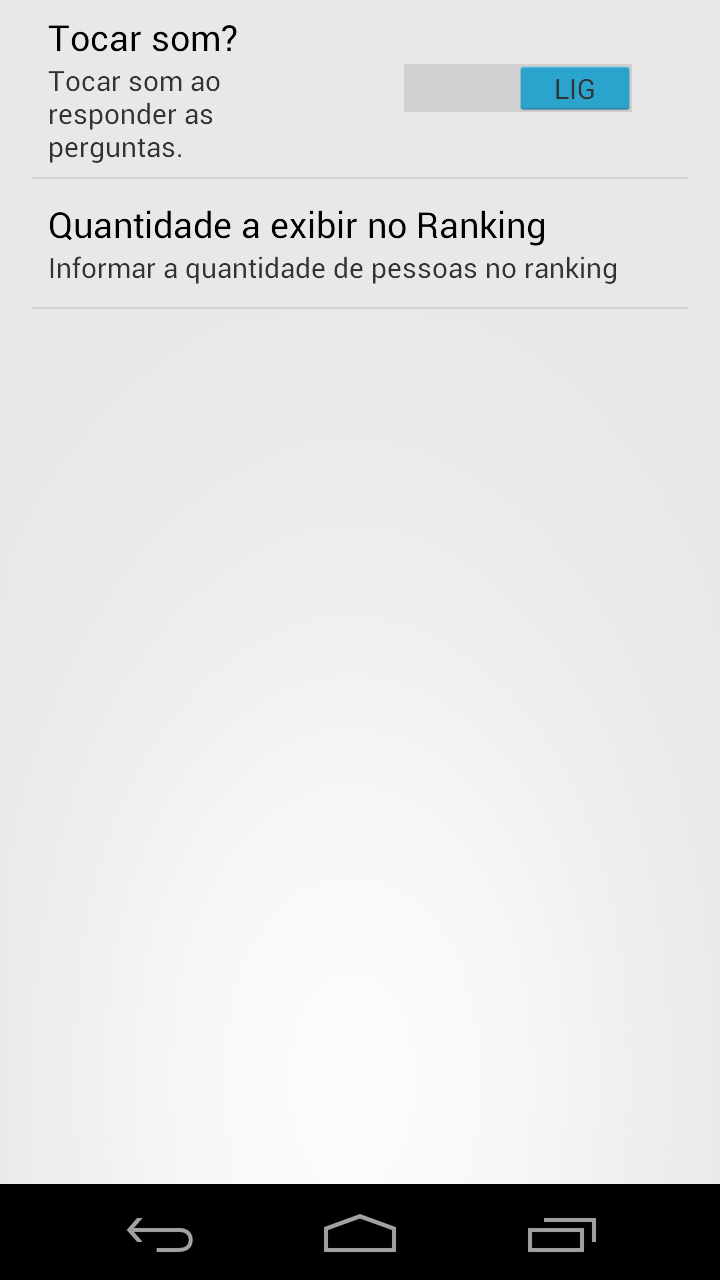 Tocar som?
Tocar som ao
responder as
perguntas.
LIG
Quantidade a exibir no Ranking
Informar a quantidade de pessoas no ranking